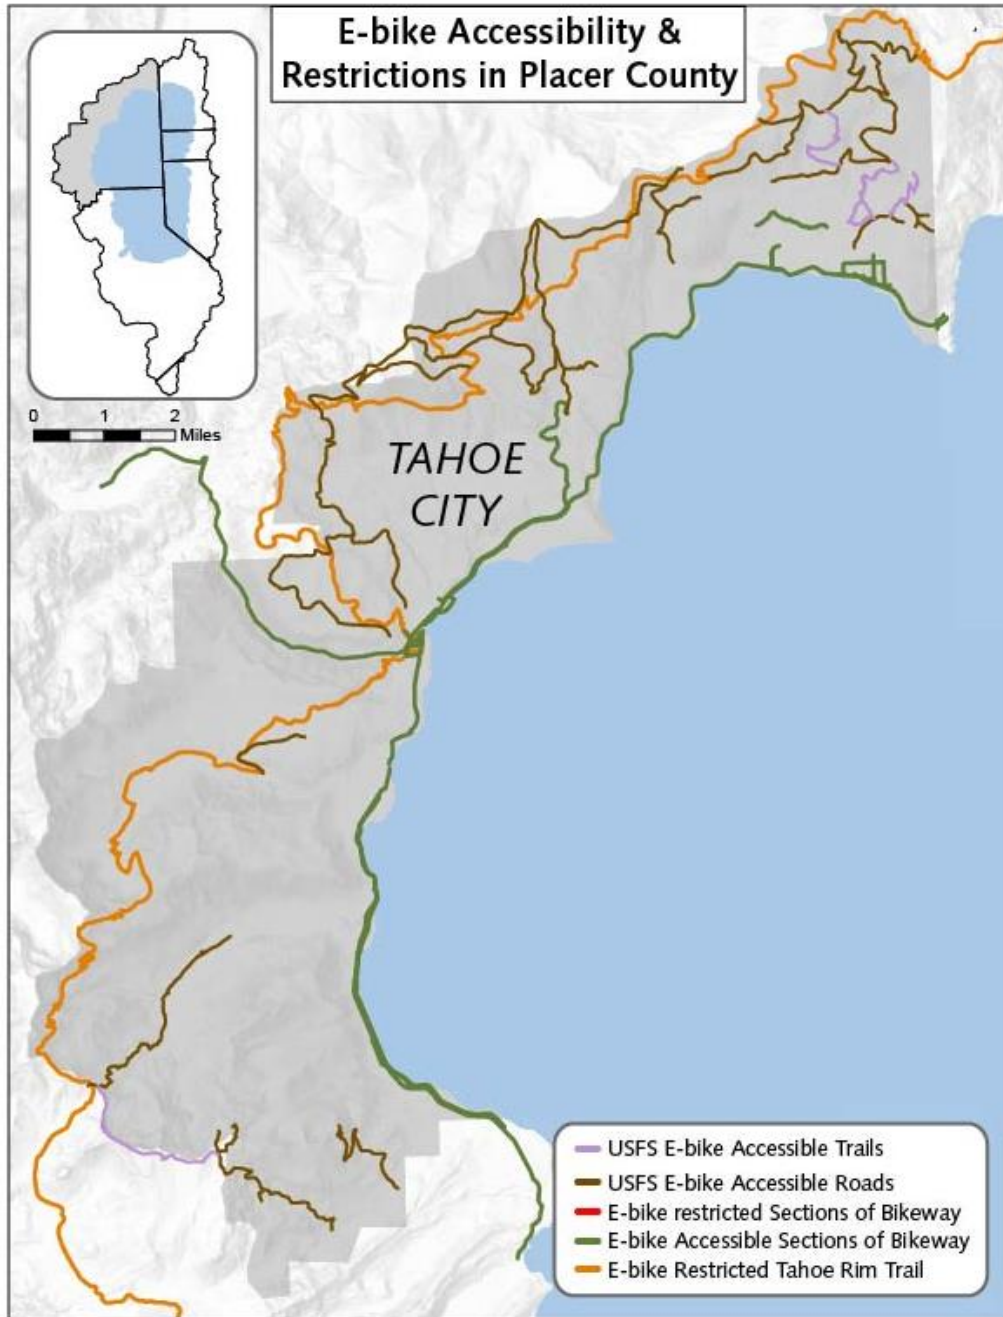 E-bike Accessibility &
Restrictions in Placer County
0 1 2
Miles
TAHOE
CITY
USFS E-bike Accessible Trails
USFS E-bike Accessible Roads
E-bike restricted Sections of Bikeway
E-bike Accessible Sections of Bikeway
E-bike Restricted Tahoe Rim Trail